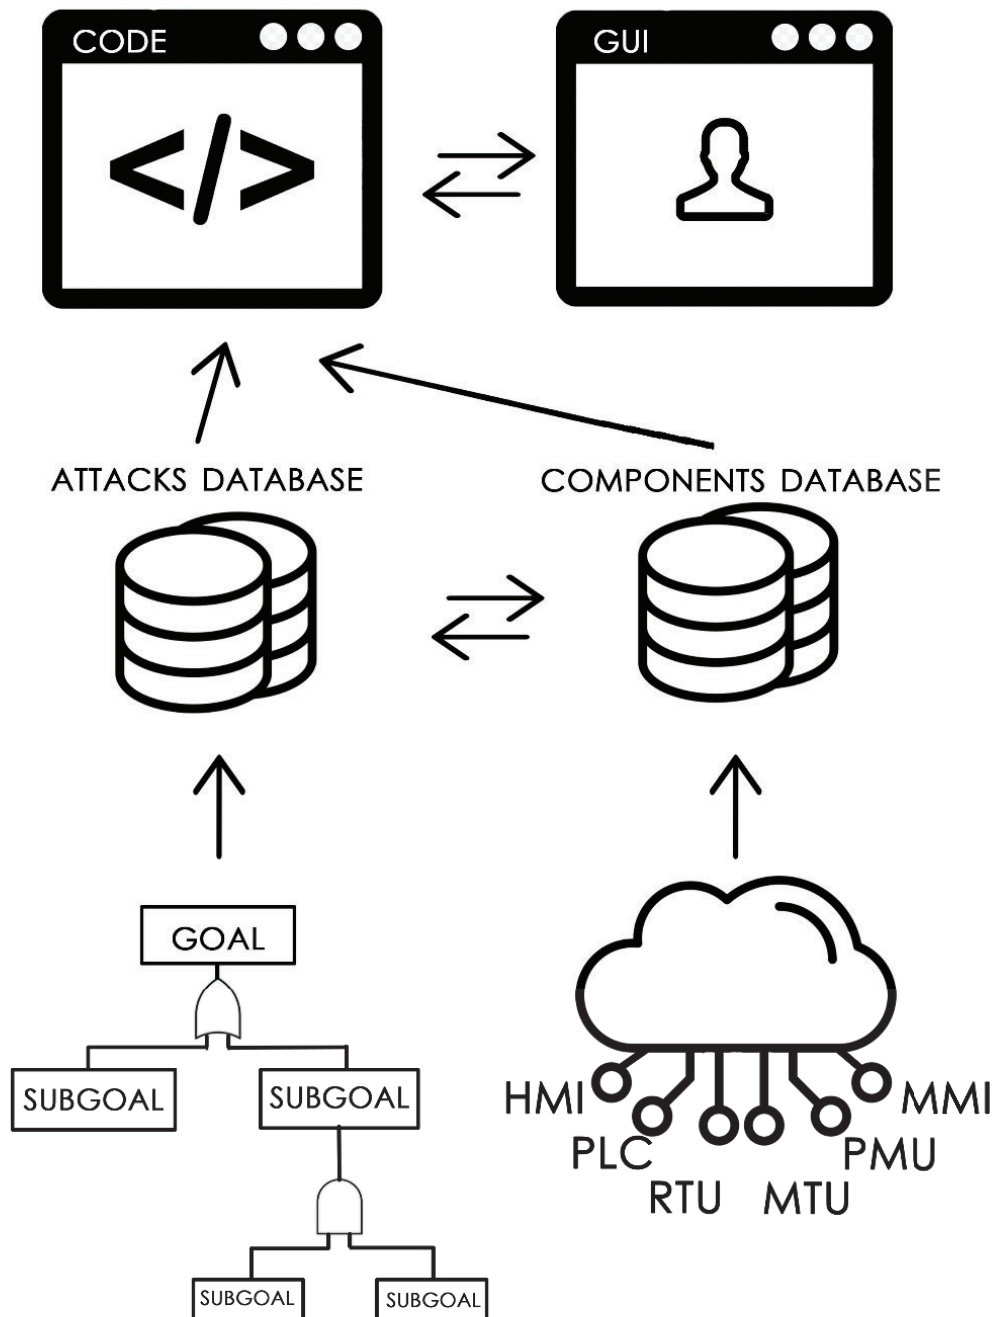 CODE
GUI
</>
ATTACKS DATABASE
COMPONENTS DATABASE
GOAL
SUBGOAL
SUBGOAL
SUBGOAL
SUBGOAL
HMI
MMI
PLC
PMU
RTU
MTU